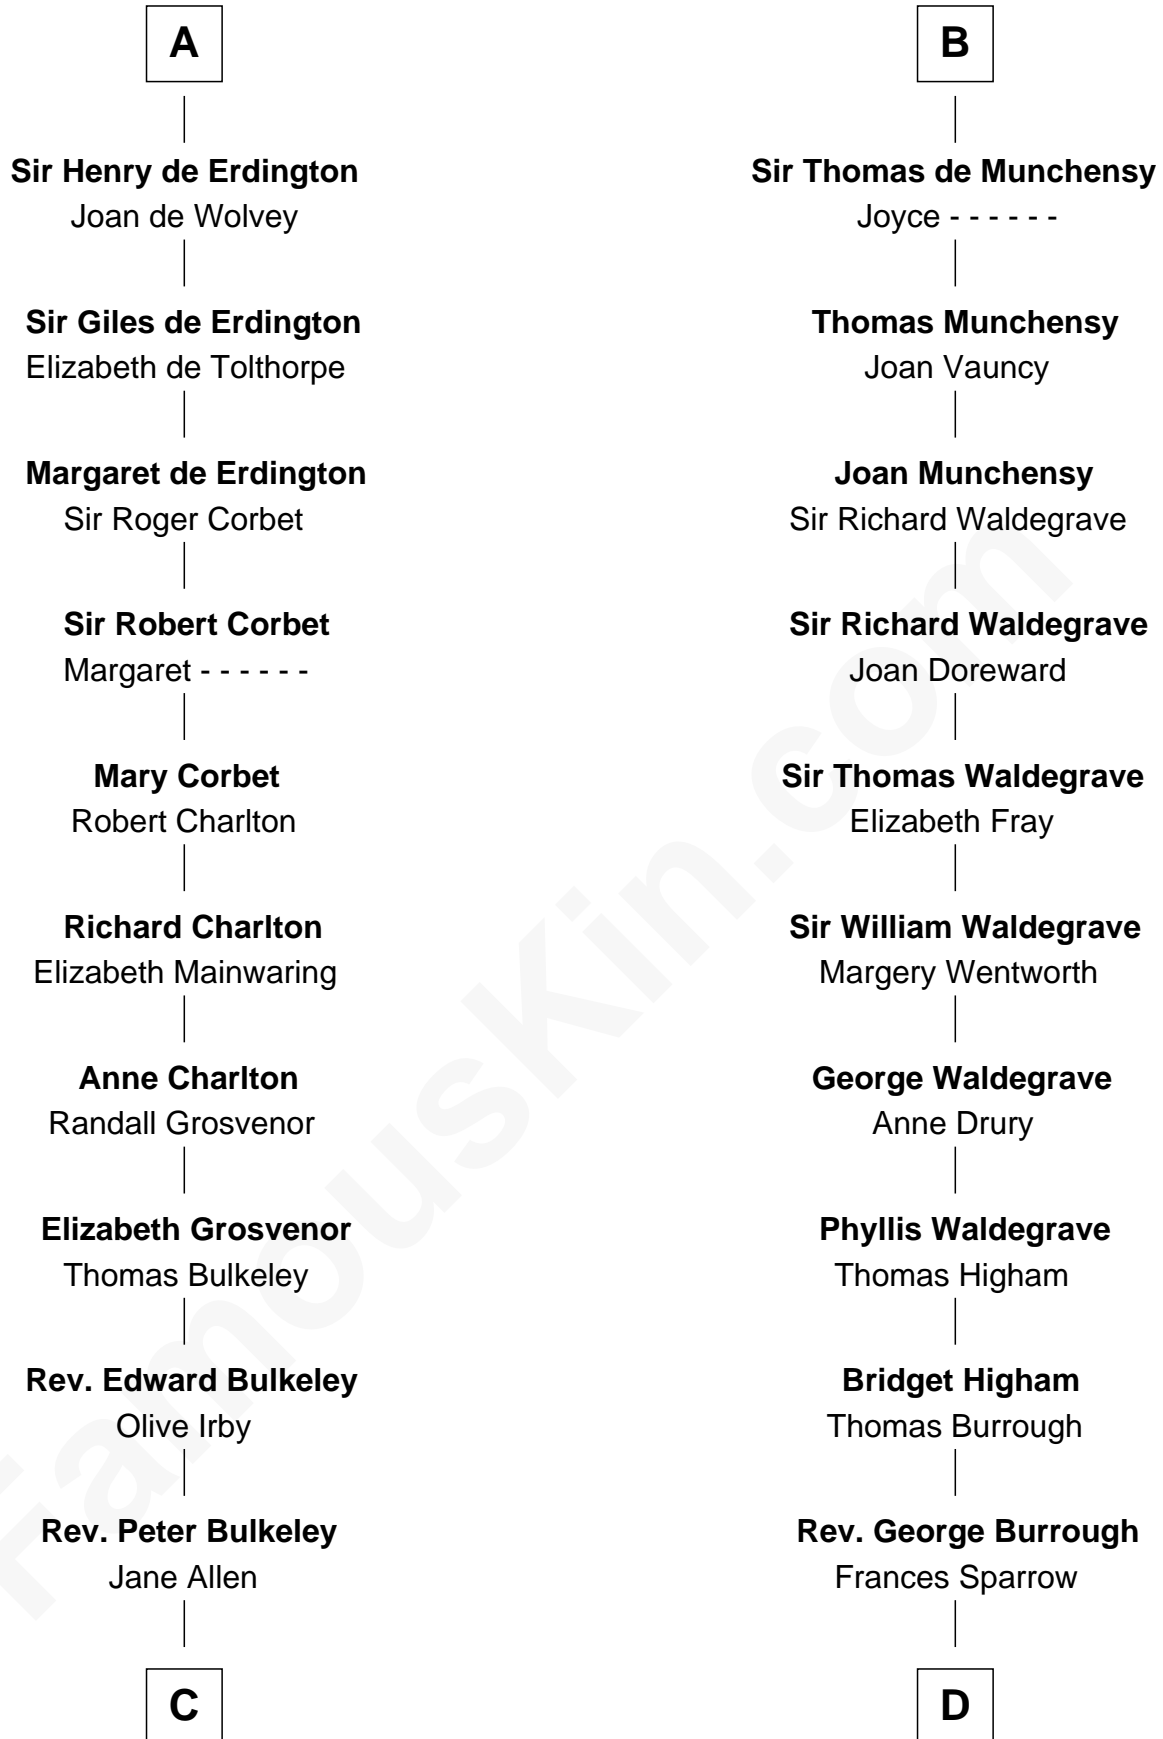 A
Sir Henry de Erdington
Joan de Wolvey
Sir Giles de Erdington
Elizabeth de Tolthorpe
Margaret de Erdington
Sir Roger Corbet
Sir Robert Corbet
Margaret - - - - - -
Mary Corbet
Robert Charlton
Richard Charlton
Elizabeth Mainwaring
Anne Charlton
Randall Grosvenor
Elizabeth Grosvenor
Thomas Bulkeley
Rev. Edward Bulkeley
Olive Irby
Rev. Peter Bulkeley
Jane Allen
C
B
Sir Thomas de Munchensy
Joyce - - - - - -
Thomas Munchensy
Joan Vauncy
Joan Munchensy
Sir Richard Waldegrave
Sir Richard Waldegrave
Joan Doreward
Sir Thomas Waldegrave
Elizabeth Fray
Sir William Waldegrave
Margery Wentworth
George Waldegrave
Anne Drury
Phyllis Waldegrave
Thomas Higham
Bridget Higham
Thomas Burrough
Rev. George Burrough
Frances Sparrow
D
FamousKin.com